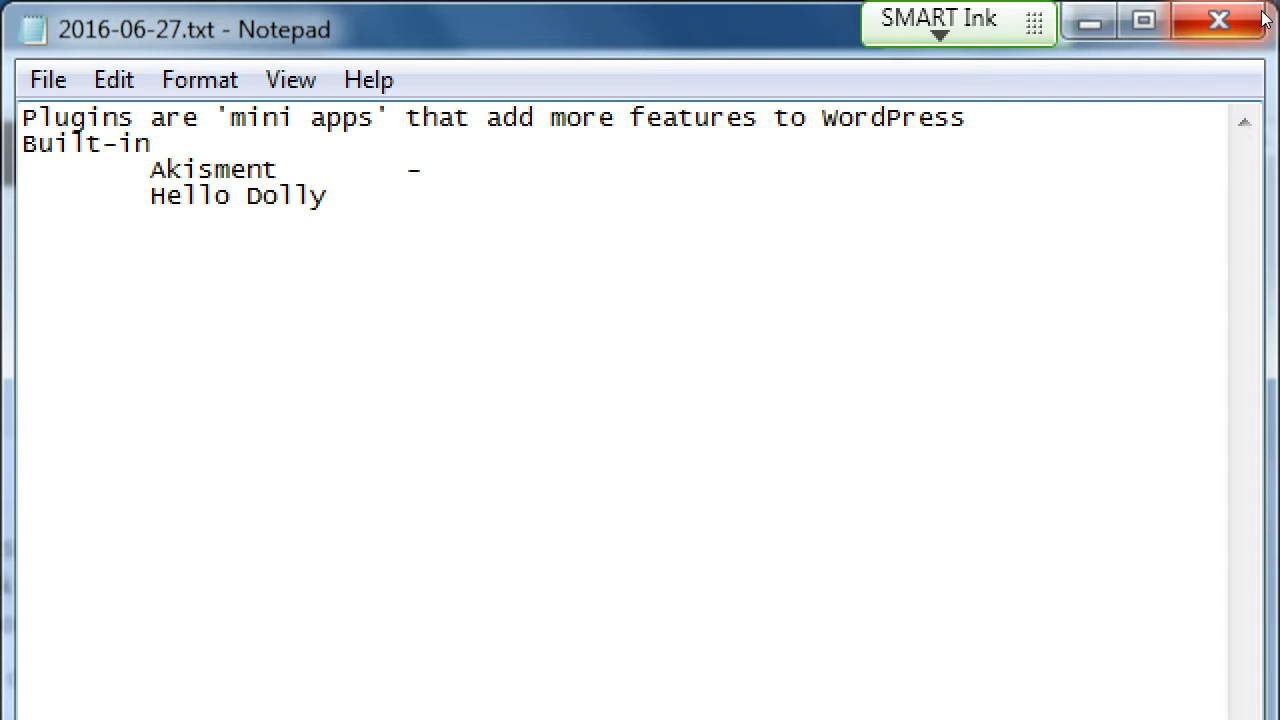 2016-06-27.txt - Notepad
SMART Ink
File Edit Format View Help
Plugins are 'mini apps' that add more features to WordPress
Built-in
Akisment -
Hello Dolly